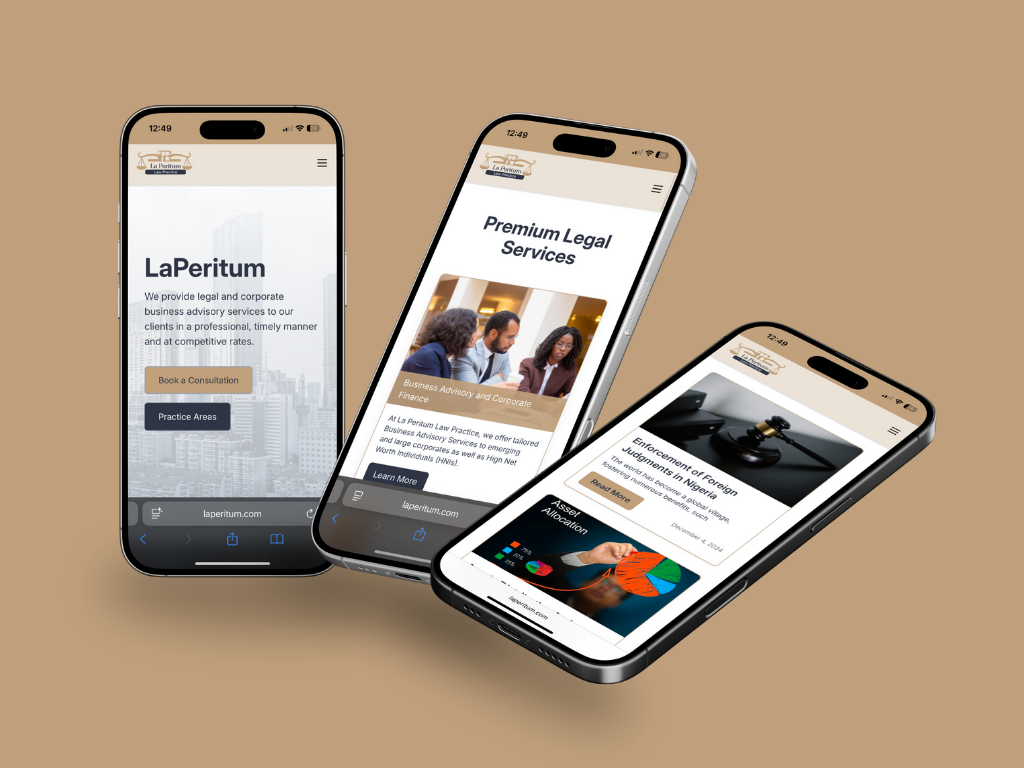 12:49
La Peritum
Law Practice
LaPeritum
We provide legal and corporate
business advisory services to our
clients in a professional, timely manner
and at competitive rates.
Book a Consultation
Practice Areas
laperitum.com
12:49
La Peritum
Law Practice
Premium Legal
Services
Business Advisory and Corporate
Finance
At La Peritum Law Practice, we offer tailored
Business Advisory Services to emerging
and large corporates as well as High Net
Worth Individuals (HNIs).
Learn More
laperitum.com
12:49
La Peritum
Law Practice
Enforcement of Foreign
Judgments in Nigeria
The world has become a global village,
fostering numerous benefits, such
Read More
December 4, 2024
Asset
Allocation
75%
10%
15%
laperitum.com